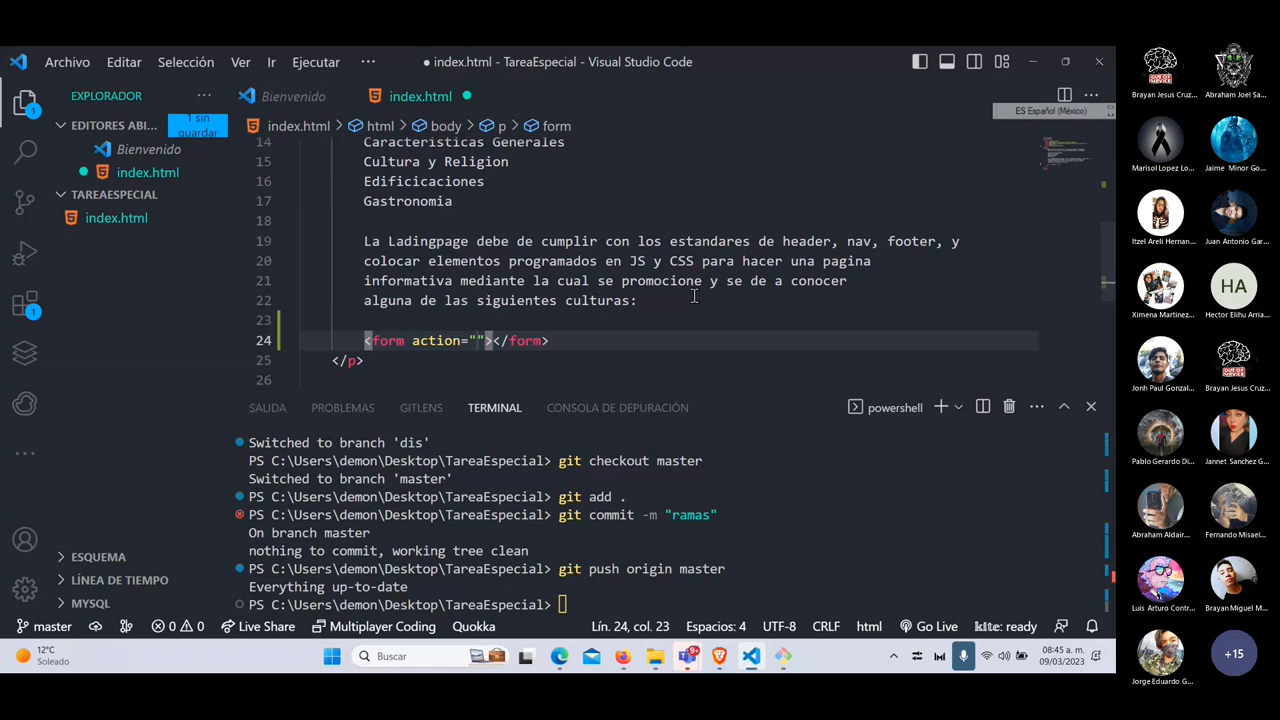 Archivo Editar Selección Ver Ir Ejecutar ··· ● index.html - TareaEspecial - Visual Studio Code
EXPLORADOR ···
EDITORES ABI... 1 sin guardar
Bienvenido
index.html
TAREAESPECIAL
index.html
ESQUEMA
LÍNEA DE TIEMPO
MYSQL
1
1
Bienvenido index.html
ES Español (México)
index.html > html > body > p > form
14 Caracteristicas Generales
15 Cultura y Religion
16 Edificicaciones
17 Gastronomia
18
19 La Ladingpage debe de cumplir con los estandares de header, nav, footer, y
20 colocar elementos programados en JS y CSS para hacer una pagina
21 informativa mediante la cual se promocione y se de a conocer
22 alguna de las siguientes culturas:
23
24 <form action=""></form>
25 </p>
26
SALIDA PROBLEMAS GITLENS TERMINAL CONSOLA DE DEPURACIÓN powershell
Switched to branch 'dis'
PS C:\Users\demon\Desktop\TareaEspecial> git checkout master
Switched to branch 'master'
PS C:\Users\demon\Desktop\TareaEspecial> git add .
PS C:\Users\demon\Desktop\TareaEspecial> git commit -m "ramas"
On branch master
nothing to commit, working tree clean
PS C:\Users\demon\Desktop\TareaEspecial> git push origin master
Everything up-to-date
PS C:\Users\demon\Desktop\TareaEspecial>
master 0 0 Live Share Multiplayer Coding Quokka Lín. 24, col. 23 Espacios: 4 UTF-8 CRLF html Go Live kite: ready
12°C
Soleado
Buscar
9+
08:45 a. m.
09/03/2023
Brayan Jesus Cruz... Abraham Joel Sa...
Marisol Lopez Lo... Jaime Minor Go...
Itzel Areli Hernan... Juan Antonio Gar...
HA
Ximena Martinez... Hector Elihu Arria...
Jonh Paul Gonzal... Brayan Jesus Cruz...
Pablo Gerardo Di... Jannet Sanchez G...
Abraham Aldair... Fernando Misael...
Luis Arturo Contr... Brayan Miguel M...
Jorge Eduardo G...
+15